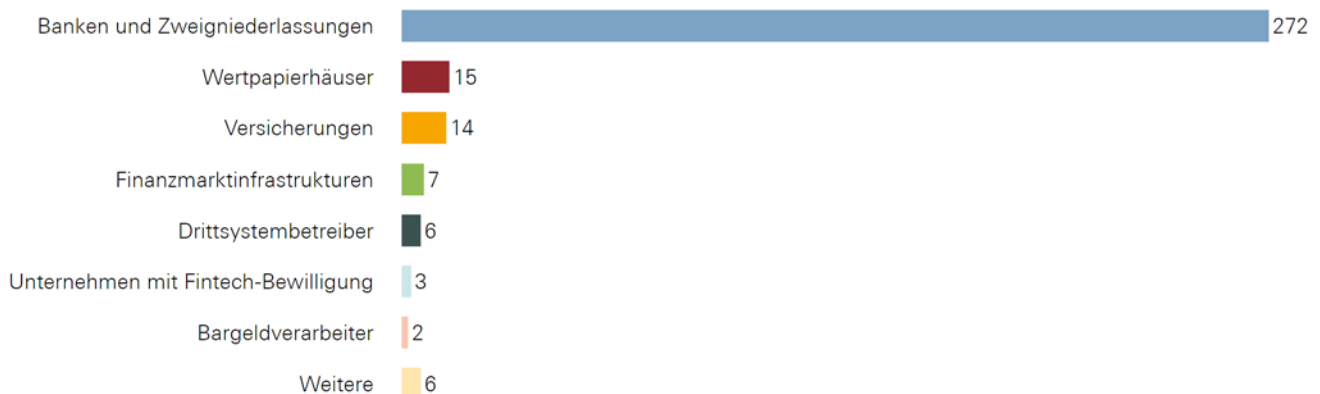 Banken und Zweigniederlassungen 272
Wertpapierhäuser 15
Versicherungen 14
Finanzmarktinfrastrukturen 7
Drittsystembetreiber 6
Unternehmen mit Fintech-Bewilligung 3
Bargeldverarbeiter 2
Weitere 6